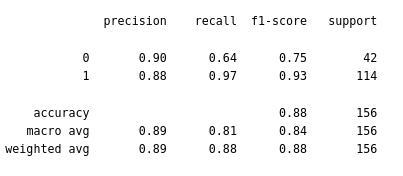 precision recall f1-score support
0 0.90 0.64 0.75 42
1 0.88 0.97 0.93 114
accuracy 0.88 156
macro avg 0.89 0.81 0.84 156
weighted avg 0.89 0.88 0.88 156